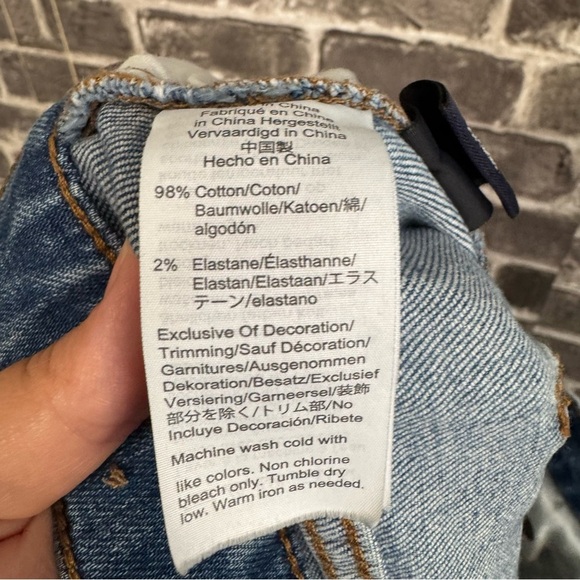 in China
Fabriqué en China
in China Hergestellt
Vervaardigd in China
中国製
Hecho en China
98% Cotton/Coton/
Baumwolle/Katoen/綿/
algodón
2% Elastane/Élasthanne/
Elastan/Elastaan/エラス
テーン/elastano
Exclusive Of Decoration/
Trimming/Sauf Décoration/
Garnitures/Ausgenommen
Dekoration/Besatz/Exclusief
Versiering/Garneersel/装飾
部分を除く/トリム部/No
Incluye Decoración/Ribete
Machine wash cold with
like colors. Non chlorine
bleach only. Tumble dry
low. Warm iron as needed.